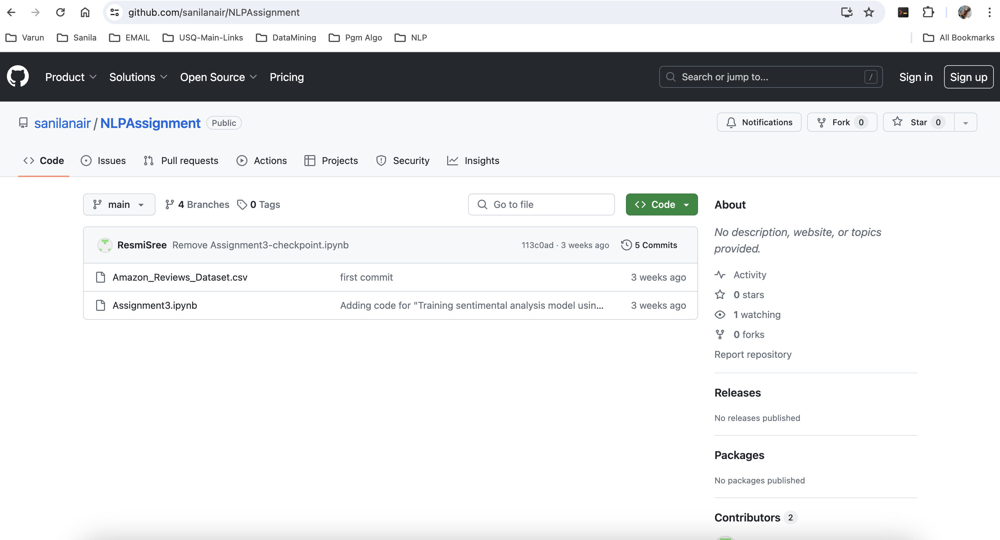 github.com/sanilanair/NLPAssignment
Varun Sanila EMAIL USQ-Main-Links DataMining Pgm Algo NLP All Bookmarks
Product Solutions Open Source Pricing Search or jump to... / Sign in Sign up
sanilanair / NLPAssignment Public Notifications Fork 0 Star 0
Code Issues Pull requests Actions Projects Security Insights
main 4 Branches 0 Tags Go to file Code
ResmiSree Remove Assignment3-checkpoint.ipynb 113c0ad · 3 weeks ago 5 Commits
Amazon_Reviews_Dataset.csv first commit 3 weeks ago
Assignment3.ipynb Adding code for "Training sentimental analysis model usin... 3 weeks ago
About
No description, website, or topics
provided.
Activity
0 stars
1 watching
0 forks
Report repository
Releases
No releases published
Packages
No packages published
Contributors 2